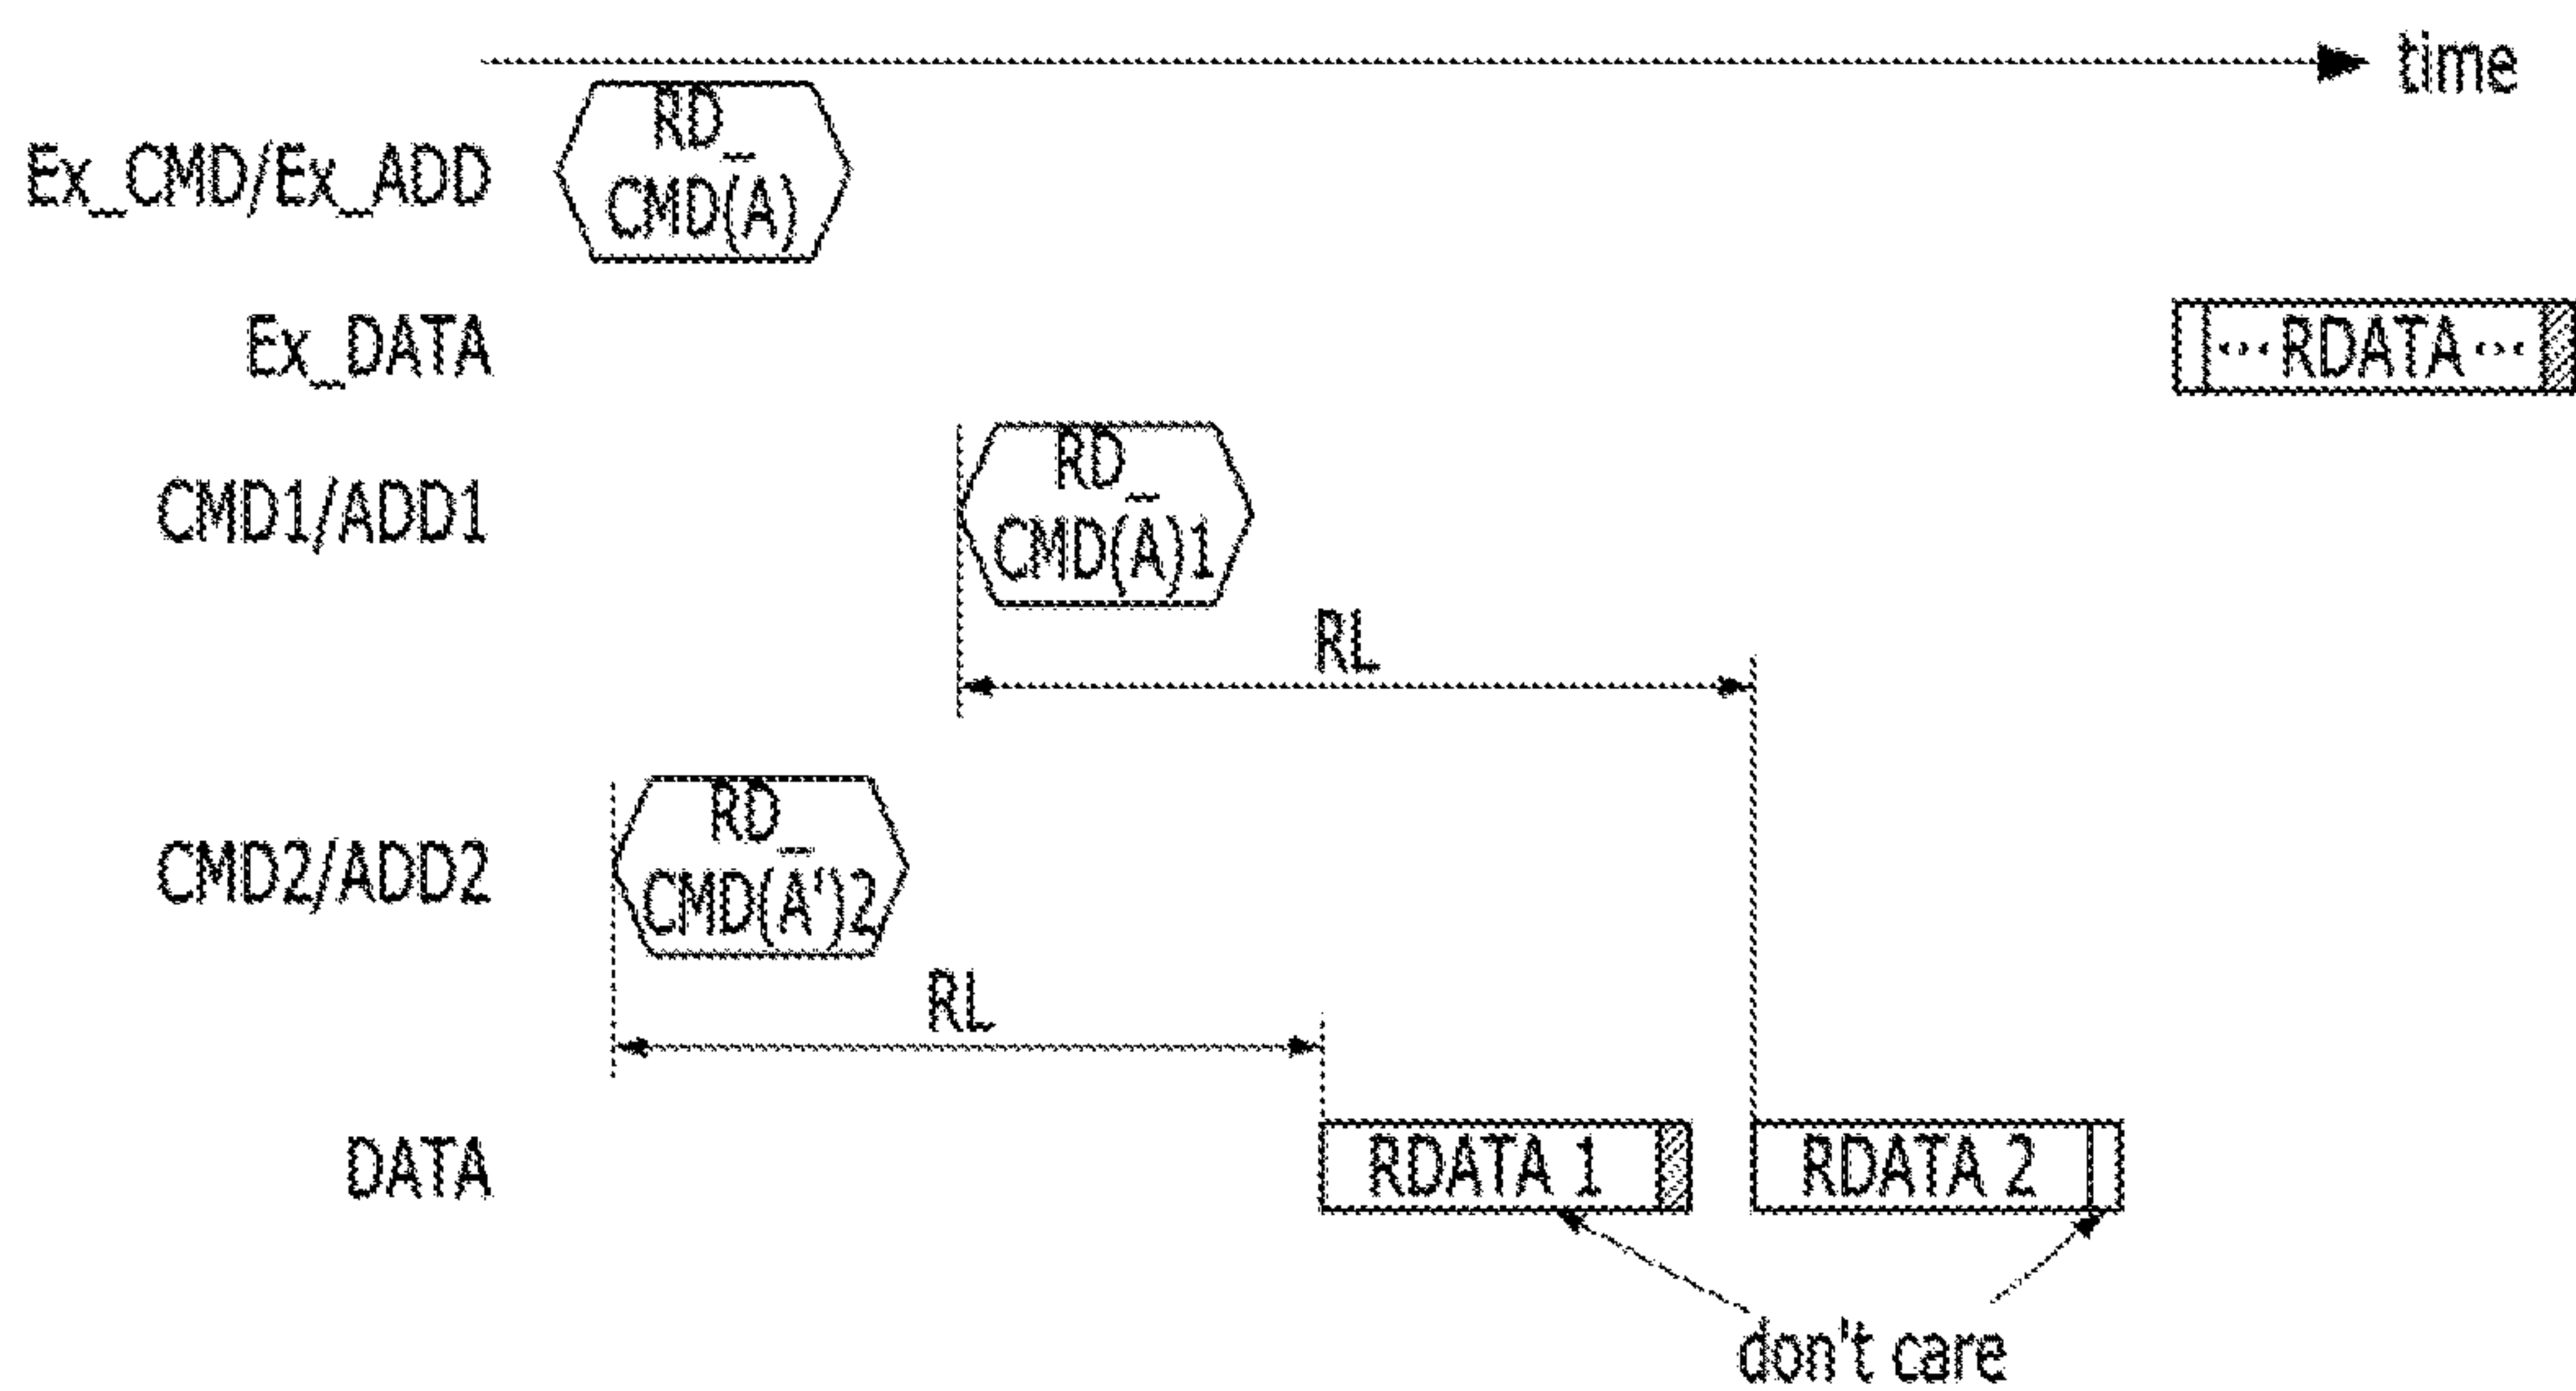 time
Ex_CMD/Ex_ADD
RD_
CMD(A)
Ex_DATA
···RDATA···
CMD1/ADD1
RD_
CMD(A)1
RL
CMD2/ADD2
RD_
CMD(A')2
RL
DATA
RDATA 1
RDATA 2
don't care